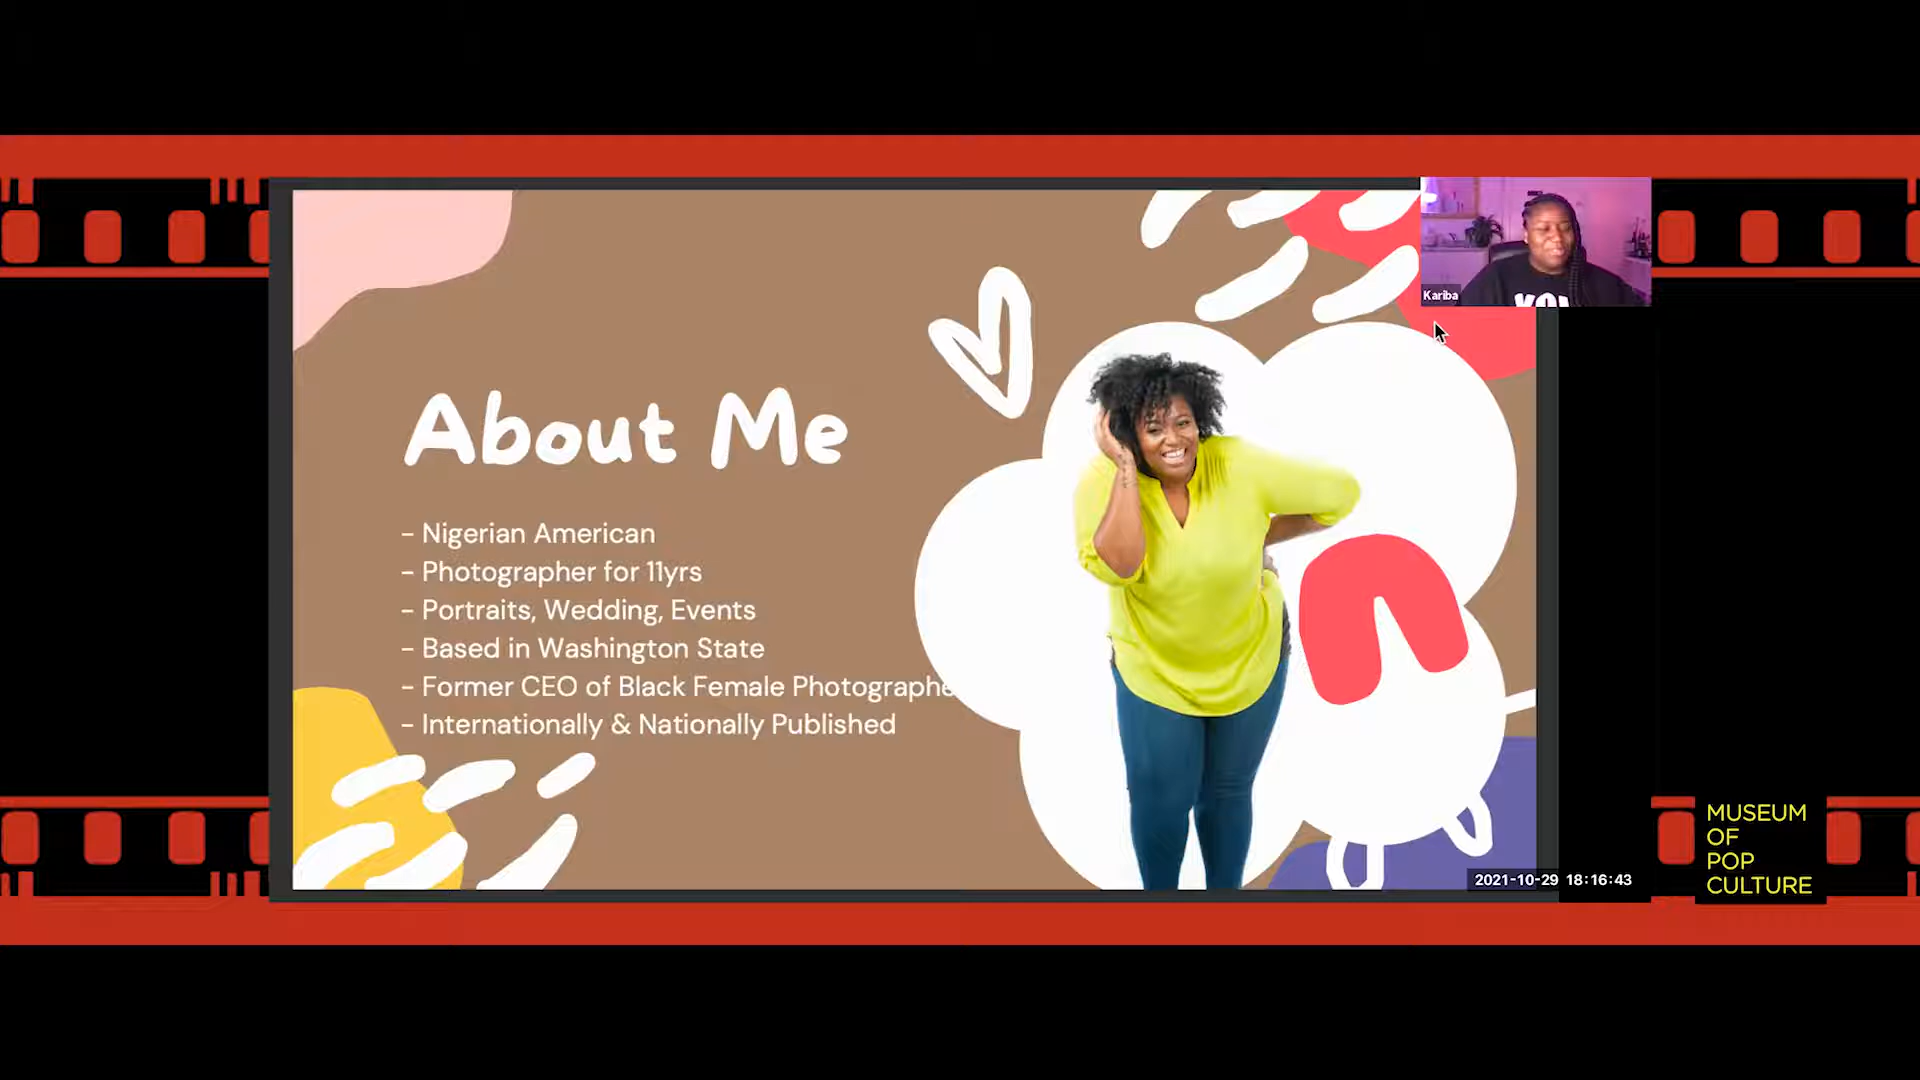 Kariba
About Me
- Nigerian American
- Photographer for 11yrs
- Portraits, Wedding, Events
- Based in Washington State
- Former CEO of Black Female Photographe
- Internationally & Nationally Published
2021-10-29 18:16:43
MUSEUM
OF
POP
CULTURE